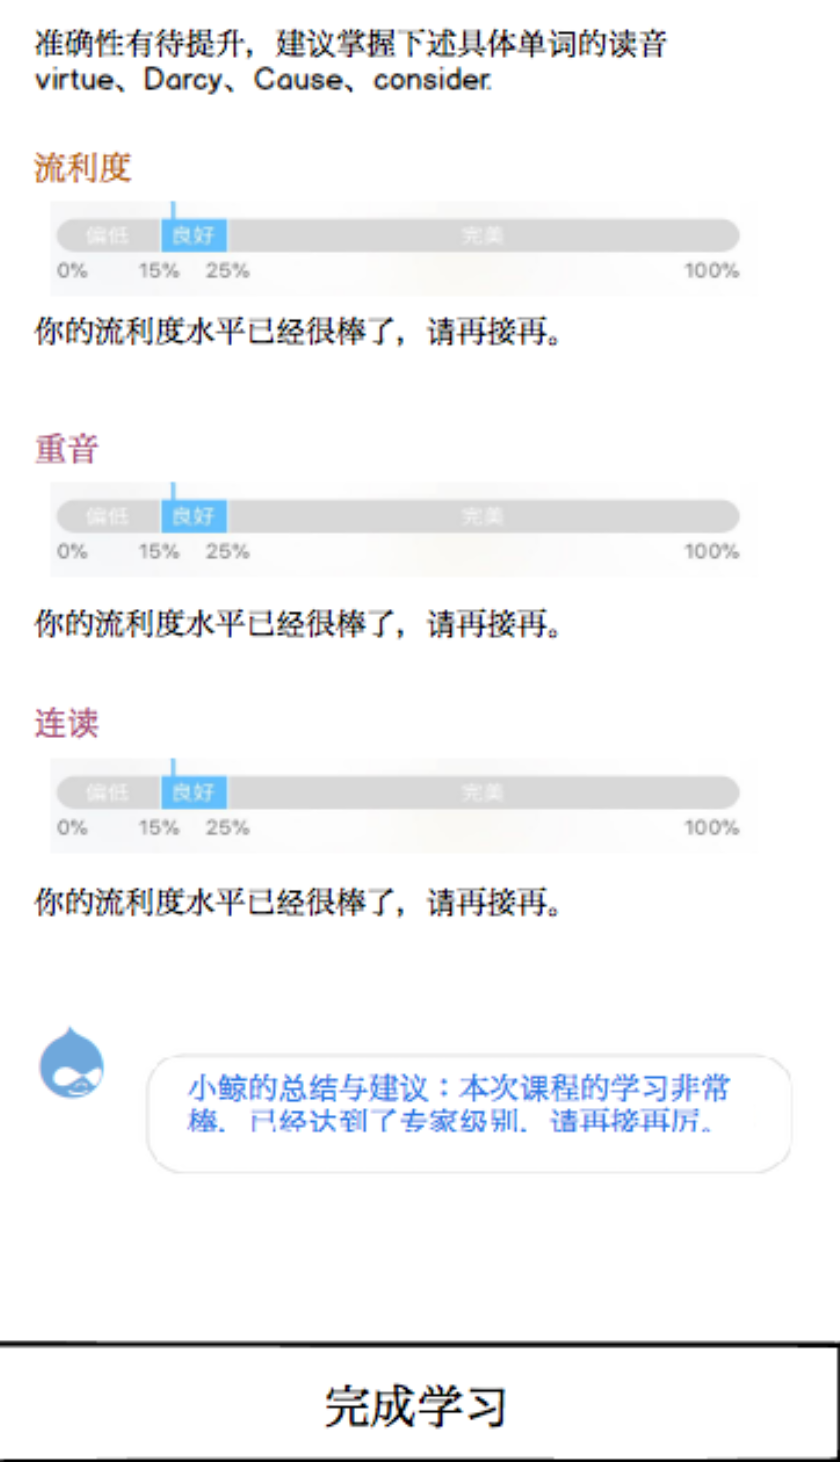 准确性有待提升，建议掌握下述具体单词的读音
virtue、Darcy、Cause、consider.
流利度
偏低 良好 完美
0% 15% 25% 100%
你的流利度水平已经很棒了，请再接再。
重音
偏低 良好 完美
0% 15% 25% 100%
你的流利度水平已经很棒了，请再接再。
连读
偏低 良好 完美
0% 15% 25% 100%
你的流利度水平已经很棒了，请再接再。
小鲸的总结与建议：本次课程的学习非常
棒，已经达到了专家级别，请再接再厉。
完成学习